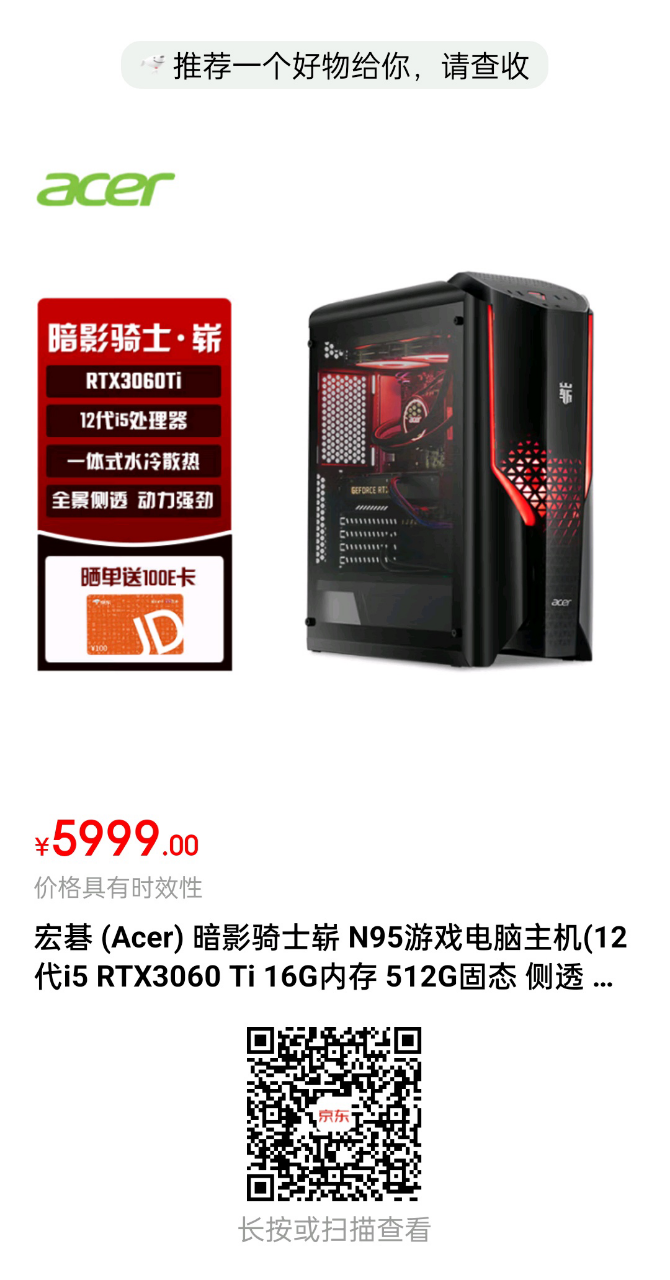 推荐一个好物给你，请查收
acer
暗影骑士·崭
RTX3060Ti
12代i5处理器
一体式水冷散热
全景侧透 动力强劲
晒单送100E卡
JD
¥100
GEFORCE RTX
崭
acer
¥5999.00
价格具有时效性
宏碁 (Acer) 暗影骑士崭 N95游戏电脑主机(12
代i5 RTX3060 Ti 16G内存 512G固态 侧透 ...
京东
长按或扫描查看